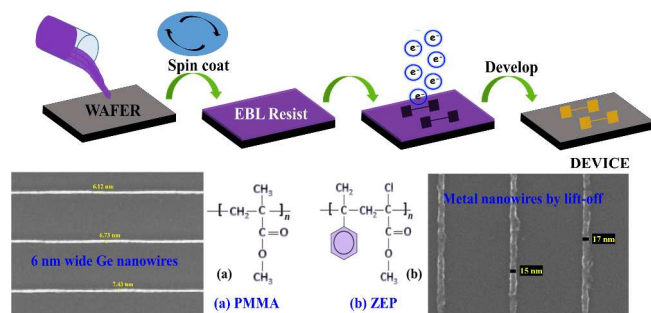 Spin coat
WAFER
EBL Resist
e⁻
e⁻
e⁻
e⁻
e⁻
e⁻
e⁻
Develop
DEVICE
6.12 nm
6.73 nm
6 nm wide Ge nanowires
7.43 nm
CH₃
[CH₂ C]n
C=O
O
CH₃
(a)
(a) PMMA
CH₂ Cl
[C CH₂ C]n
C=O
O
CH₃
(b)
(b) ZEP
Metal nanowires by lift-off
17 nm
15 nm